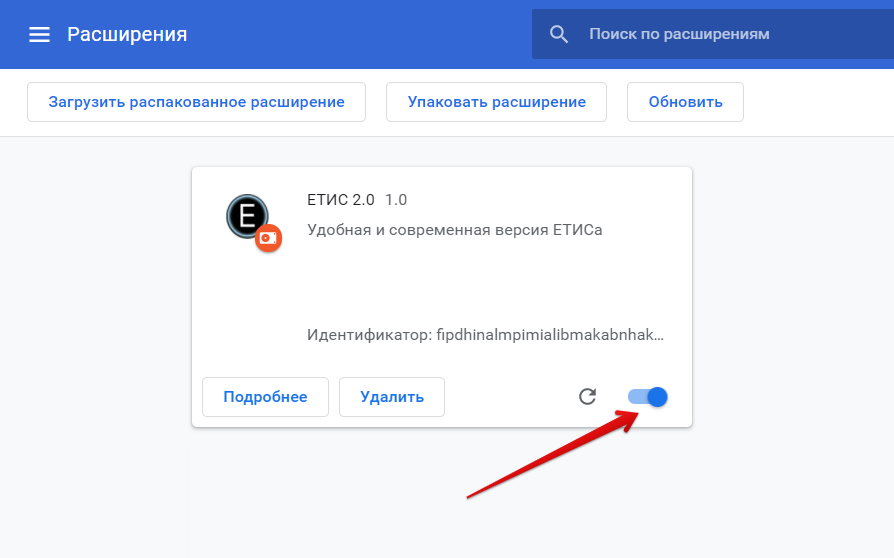 Расширения
Поиск по расширениям
Загрузить распакованное расширение
Упаковать расширение
Обновить
E
ЕТИС 2.0 1.0
Удобная и современная версия ЕТИСа
Идентификатор: fipdhinalmpimialibmakabnhak...
Подробнее
Удалить